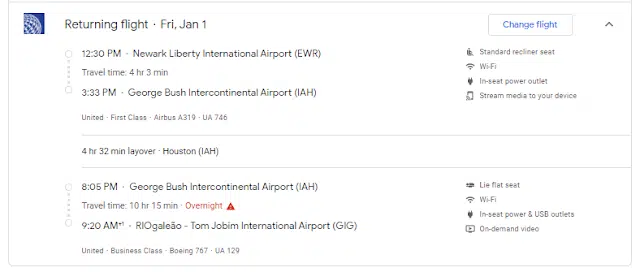 Returning flight · Fri, Jan 1
Change flight
12:30 PM · Newark Liberty International Airport (EWR)
Travel time: 4 hr 3 min
3:33 PM · George Bush Intercontinental Airport (IAH)
United · First Class · Airbus A319 · UA 746
Standard recliner seat
Wi-Fi
In-seat power outlet
Stream media to your device
4 hr 32 min layover · Houston (IAH)
8:05 PM · George Bush Intercontinental Airport (IAH)
Travel time: 10 hr 15 min · Overnight
9:20 AM+1 · RIOgaleão - Tom Jobim International Airport (GIG)
United · Business Class · Boeing 767 · UA 129
Lie flat seat
Wi-Fi
In-seat power & USB outlets
On-demand video